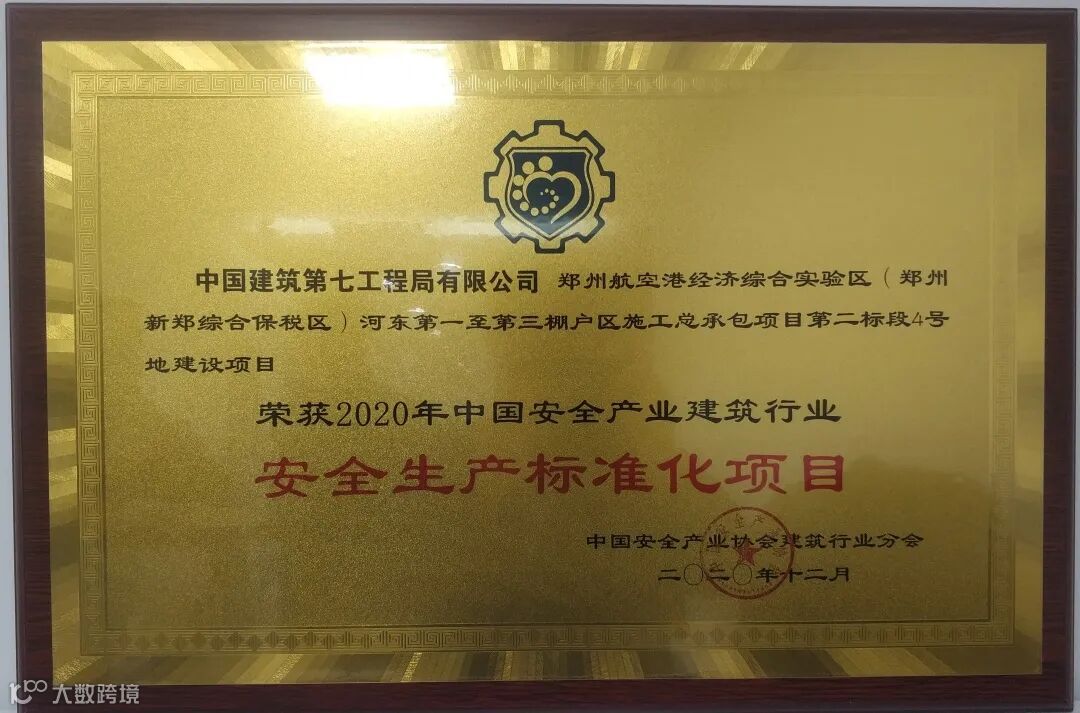 中国建筑第七工程局有限公司 郑州航空港经济综合实验区（郑州
新郑综合保税区）河东第一至第三棚户区施工总承包项目第二标段4号
地建设项目
荣获2020年中国安全产业建筑行业
安全生产标准化项目
中国安全产业协会建筑行业分会
二〇二〇年十二月
大数跨境